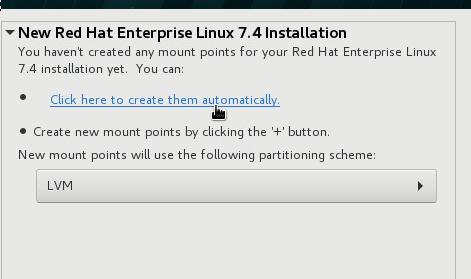 New Red Hat Enterprise Linux 7.4 Installation
You haven't created any mount points for your Red Hat Enterprise Linux
7.4 installation yet. You can:
Click here to create them automatically.
Create new mount points by clicking the '+' button.
New mount points will use the following partitioning scheme:
LVM